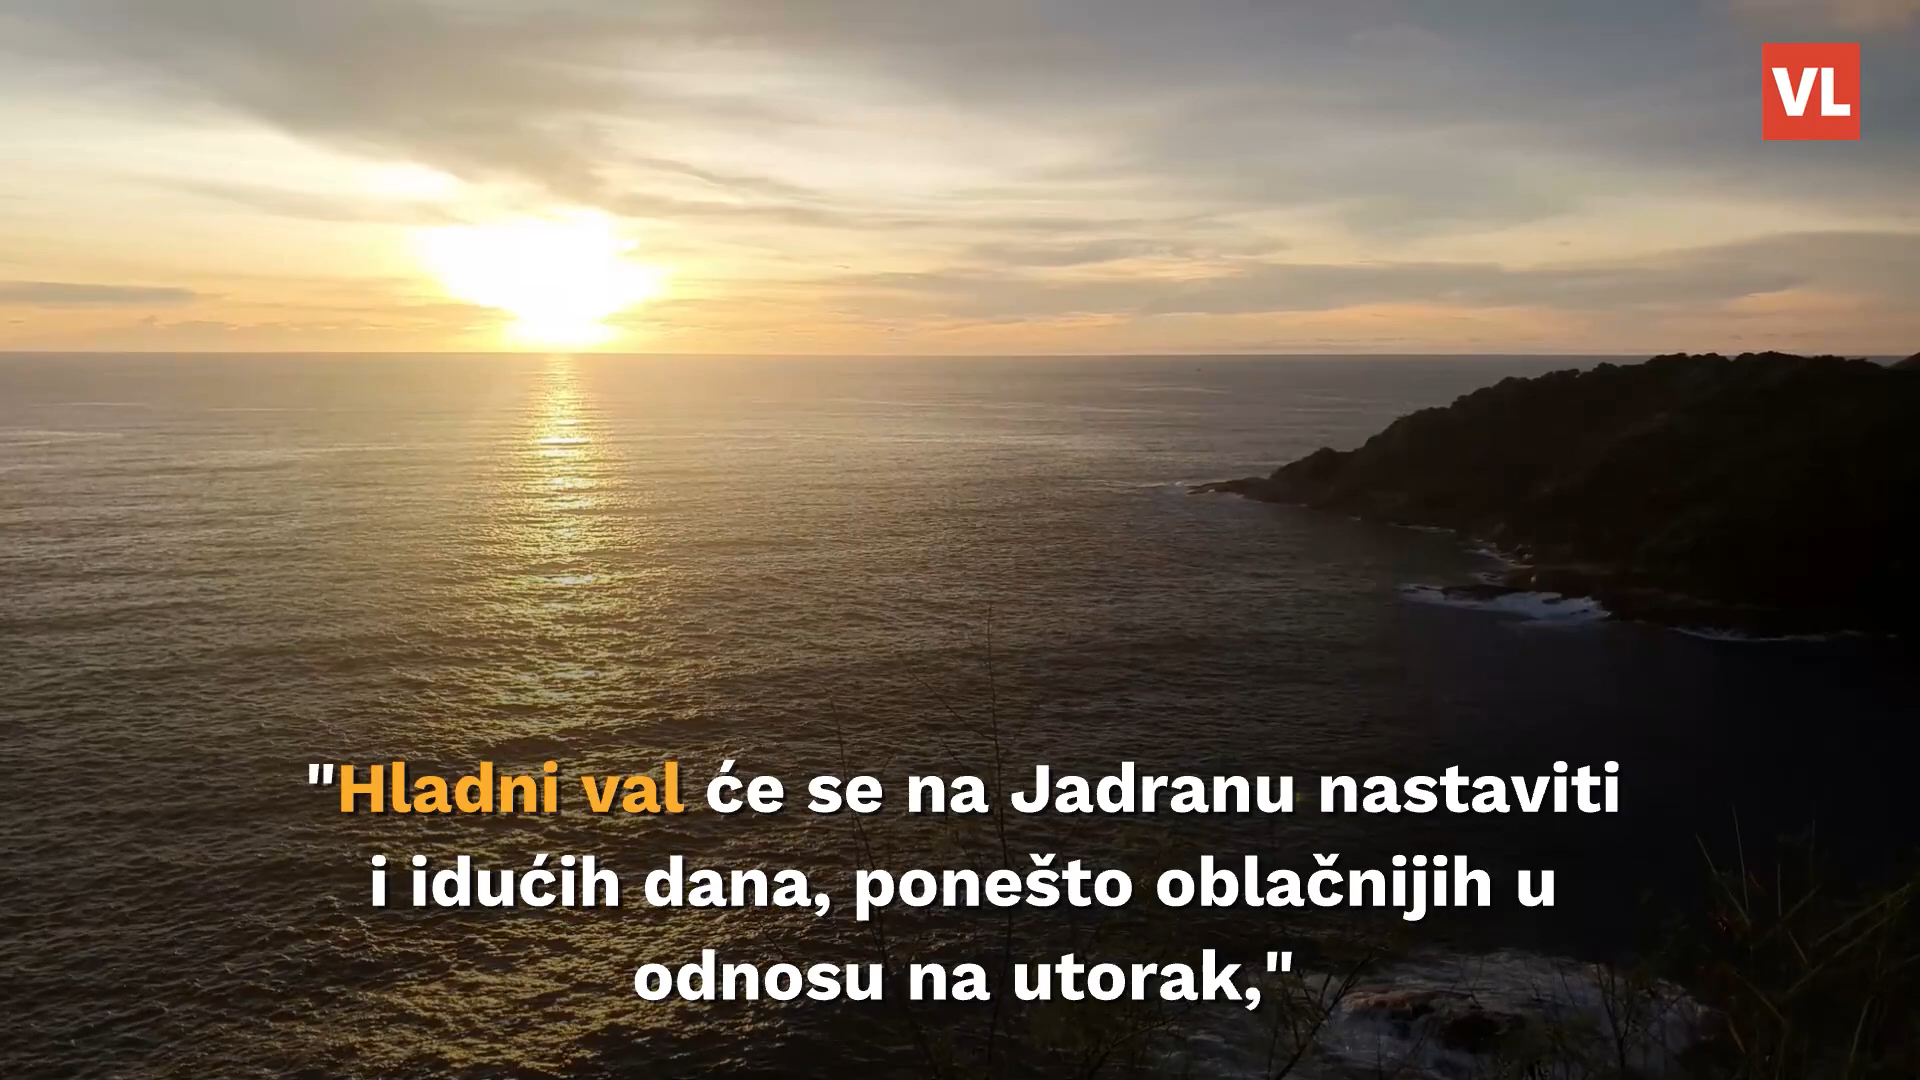 VL
"Hladni val će se na Jadranu nastaviti
i idućih dana, ponešto oblačnijih u
odnosu na utorak,"